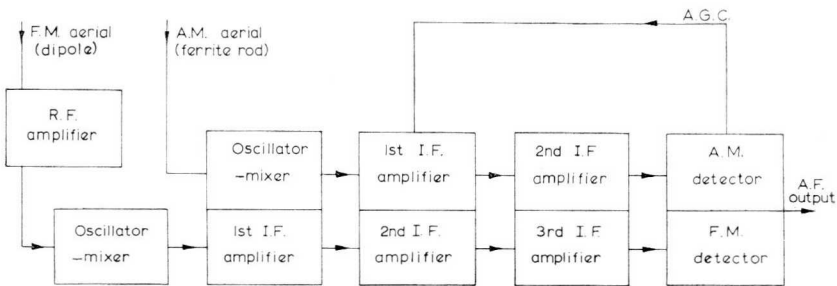 F.M. aerial
(dipole)
A.M. aerial
(ferrite rod)
A.G.C.
R.F.
amplifier
Oscillator
-mixer
1st I.F.
amplifier
2nd I.F
amplifier
A.M.
detector
A.F.
output
Oscillator
-mixer
1st I.F.
amplifier
2nd I.F.
amplifier
3rd I.F.
amplifier
F.M.
detector